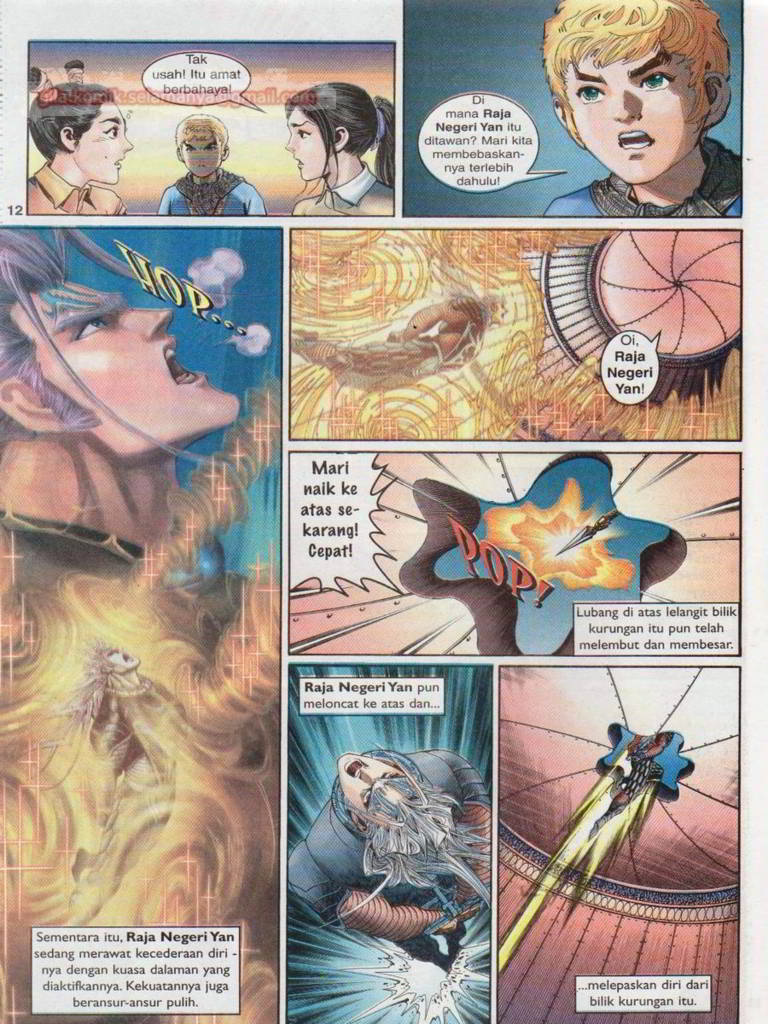 Tak
usah! Itu amat
berbahaya!
Di
mana Raja
Negeri Yan itu
ditawan? Mari kita
membebaskan-
nya terlebih
dahulu!
12
HOP...
Oi,
Raja
Negeri
Yan!
Mari
naik ke
atas se-
karang!
Cepat!
POP!
Lubang di atas lelangit bilik
kurungan itu pun telah
melembut dan membesar.
Sementara itu, Raja Negeri Yan
sedang merawat kecederaan diri -
nya dengan kuasa dalaman yang
diaktifkannya. Kekuatannya juga
beransur-ansur pulih.
Raja Negeri Yan pun
meloncat ke atas dan...
...melepaskan diri dari
bilik kurungan itu.